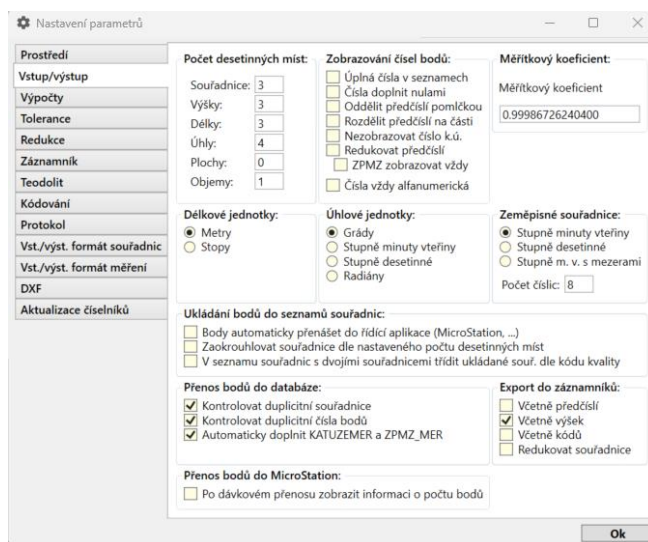 Nastavení parametrů
Prostředí
Vstup/výstup
Výpočty
Tolerance
Redukce
Záznamník
Teodolit
Kódování
Protokol
Vst./výst. formát souřadnic
Vst./výst. formát měření
DXF
Aktualizace číselníků
Počet desetinných míst:
Souřadnice: 3
Výšky: 3
Délky: 3
Úhly: 4
Plochy: 0
Objemy: 1
Zobrazování čísel bodů:
Úplná čísla v seznamech
Čísla doplnit nulami
Oddělit předčíslí pomlčkou
Rozdělit předčíslí na části
Nezobrazovat číslo k.ú.
Redukovat předčíslí
ZPMZ zobrazovat vždy
Čísla vždy alfanumerická
Měřítkový koeficient:
Měřítkový koeficient
0.99986726240400
Délkové jednotky:
Metry
Stopy
Úhlové jednotky:
Grády
Stupně minuty vteřiny
Stupně desetinné
Radiány
Zeměpisné souřadnice:
Stupně minuty vteřiny
Stupně desetinné
Stupně m. v. s mezerami
Počet číslic: 8
Ukládání bodů do seznamů souřadnic:
Body automaticky přenášet do řídící aplikace (MicroStation, ...)
Zaokrouhlovat souřadnice dle nastaveného počtu desetinných míst
V seznamu souřadnic s dvojími souřadnicemi třídit ukládané souř. dle kódu kvality
Přenos bodů do databáze:
Kontrolovat duplicitní souřadnice
Kontrolovat duplicitní čísla bodů
Automaticky doplnit KATUZEMER a ZPMZ_MER
Export do záznamníků:
Včetně předčíslí
Včetně výšek
Včetně kódů
Redukovat souřadnice
Přenos bodů do MicroStation:
Po dávkovém přenosu zobrazit informaci o počtu bodů
Ok